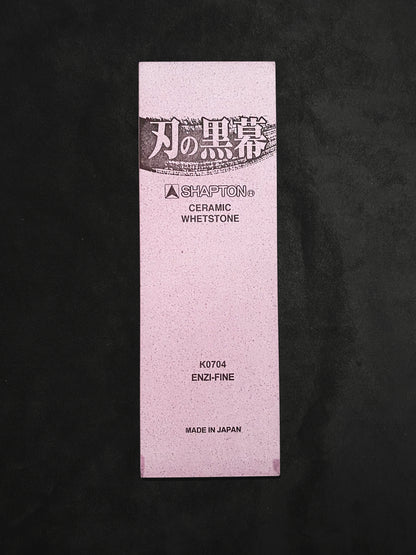 刃の黒幕
SHAPTON®
CERAMIC
WHETSTONE
K0704
ENZI-FINE
MADE IN JAPAN